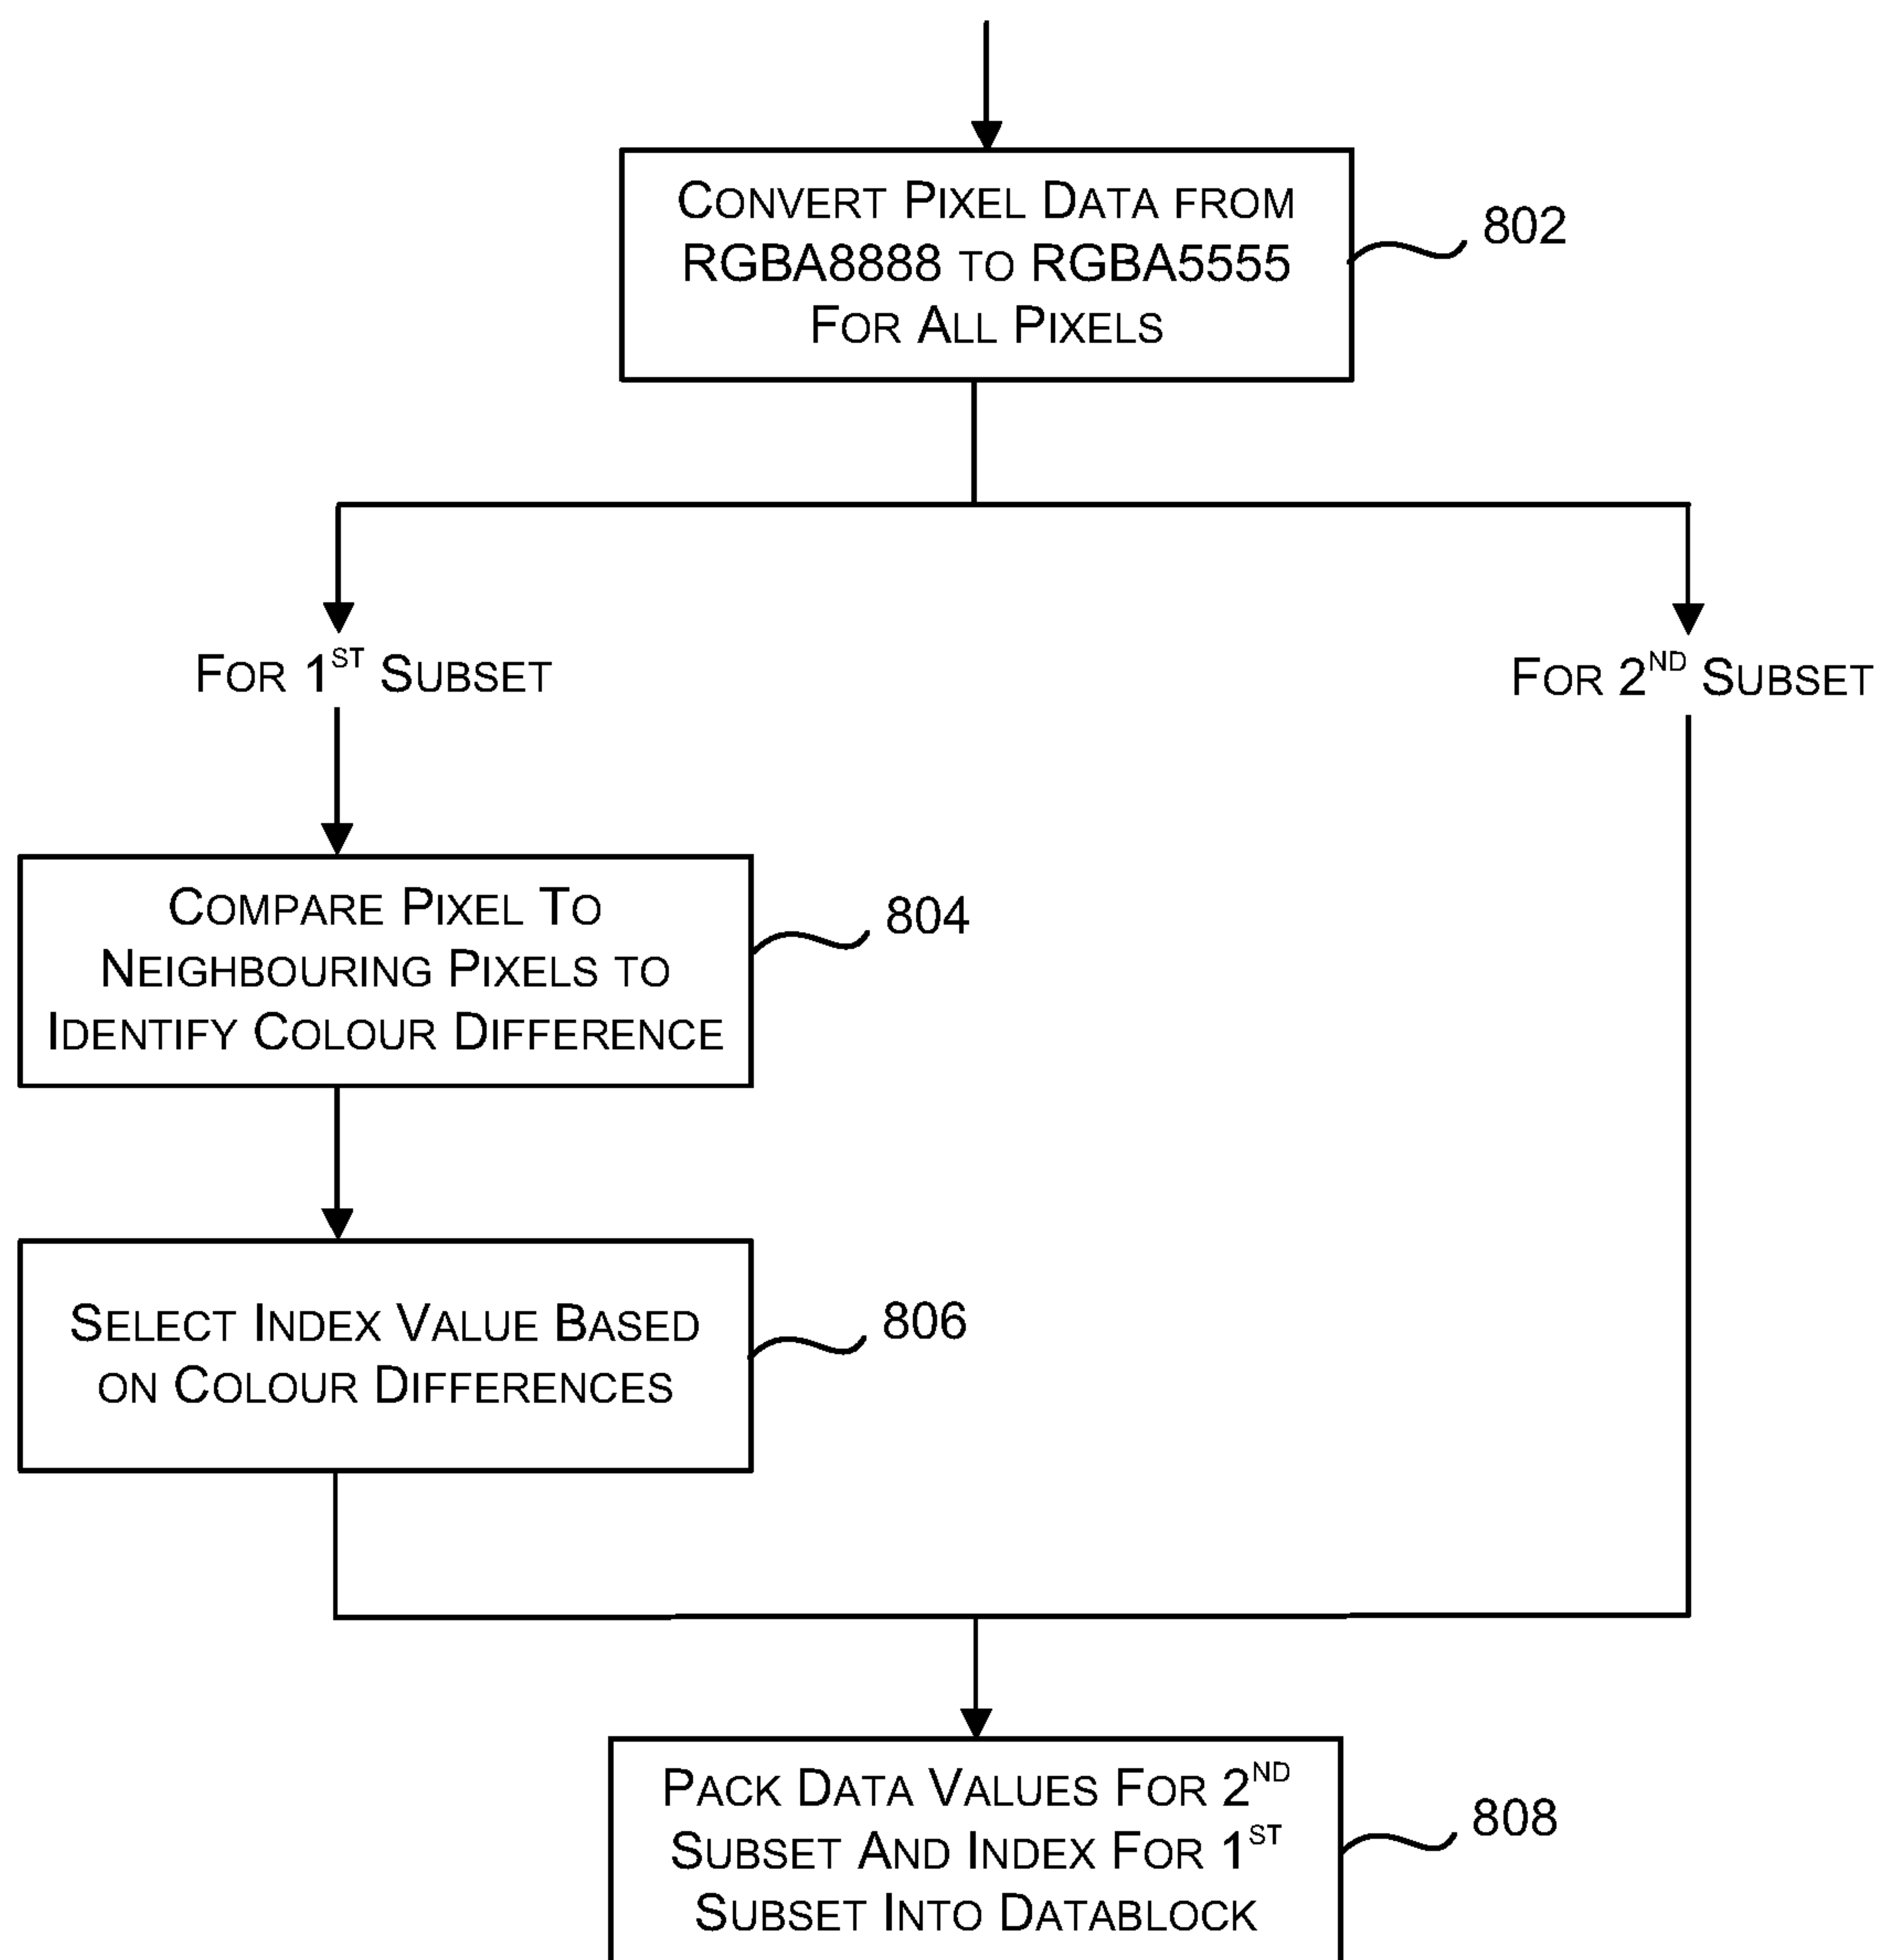 Convert Pixel Data from
RGBA8888 to RGBA5555
For All Pixels
802
For 1st Subset
For 2nd Subset
Compare Pixel To
Neighbouring Pixels to
Identify Colour Difference
804
Select Index Value Based
on Colour Differences
806
Pack Data Values For 2nd
Subset And Index For 1st
Subset Into Datablock
808